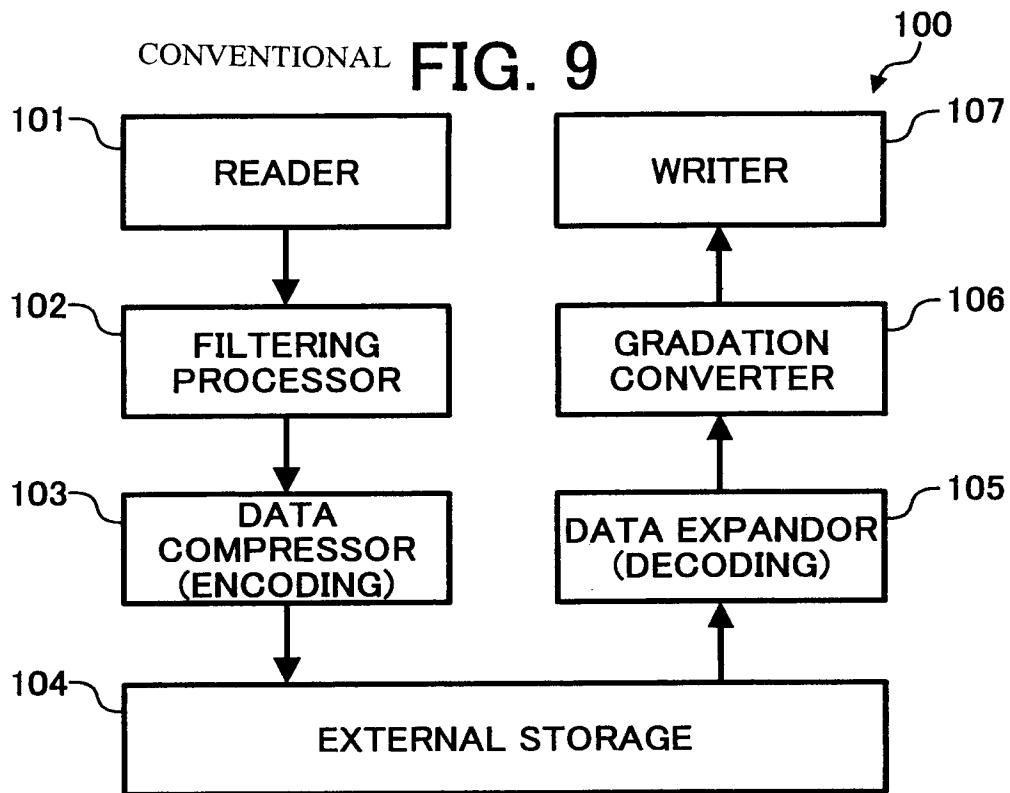 CONVENTIONAL FIG. 9
100
101
READER
107
WRITER
102
FILTERING
PROCESSOR
106
GRADATION
CONVERTER
103
DATA
COMPRESSOR
(ENCODING)
105
DATA EXPANDOR
(DECODING)
104
EXTERNAL STORAGE